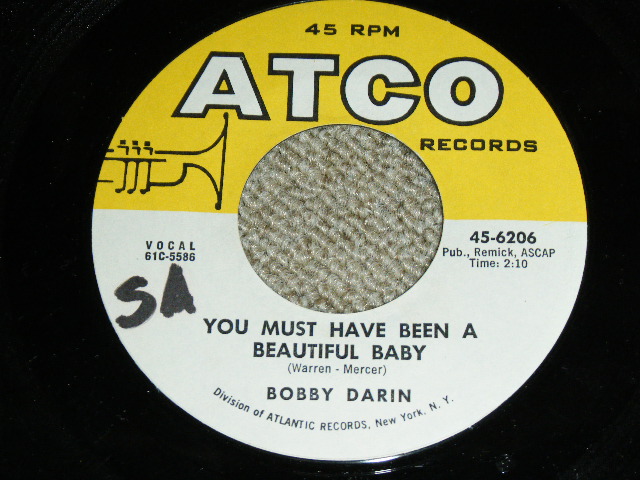 45 RPM
ATCO
RECORDS
VOCAL
61C-5586
45-6206
Pub., Remick, ASCAP
Time: 2:10
SA
YOU MUST HAVE BEEN A
BEAUTIFUL BABY
(Warren - Mercer)
BOBBY DARIN
Division of ATLANTIC RECORDS, New York, N. Y.